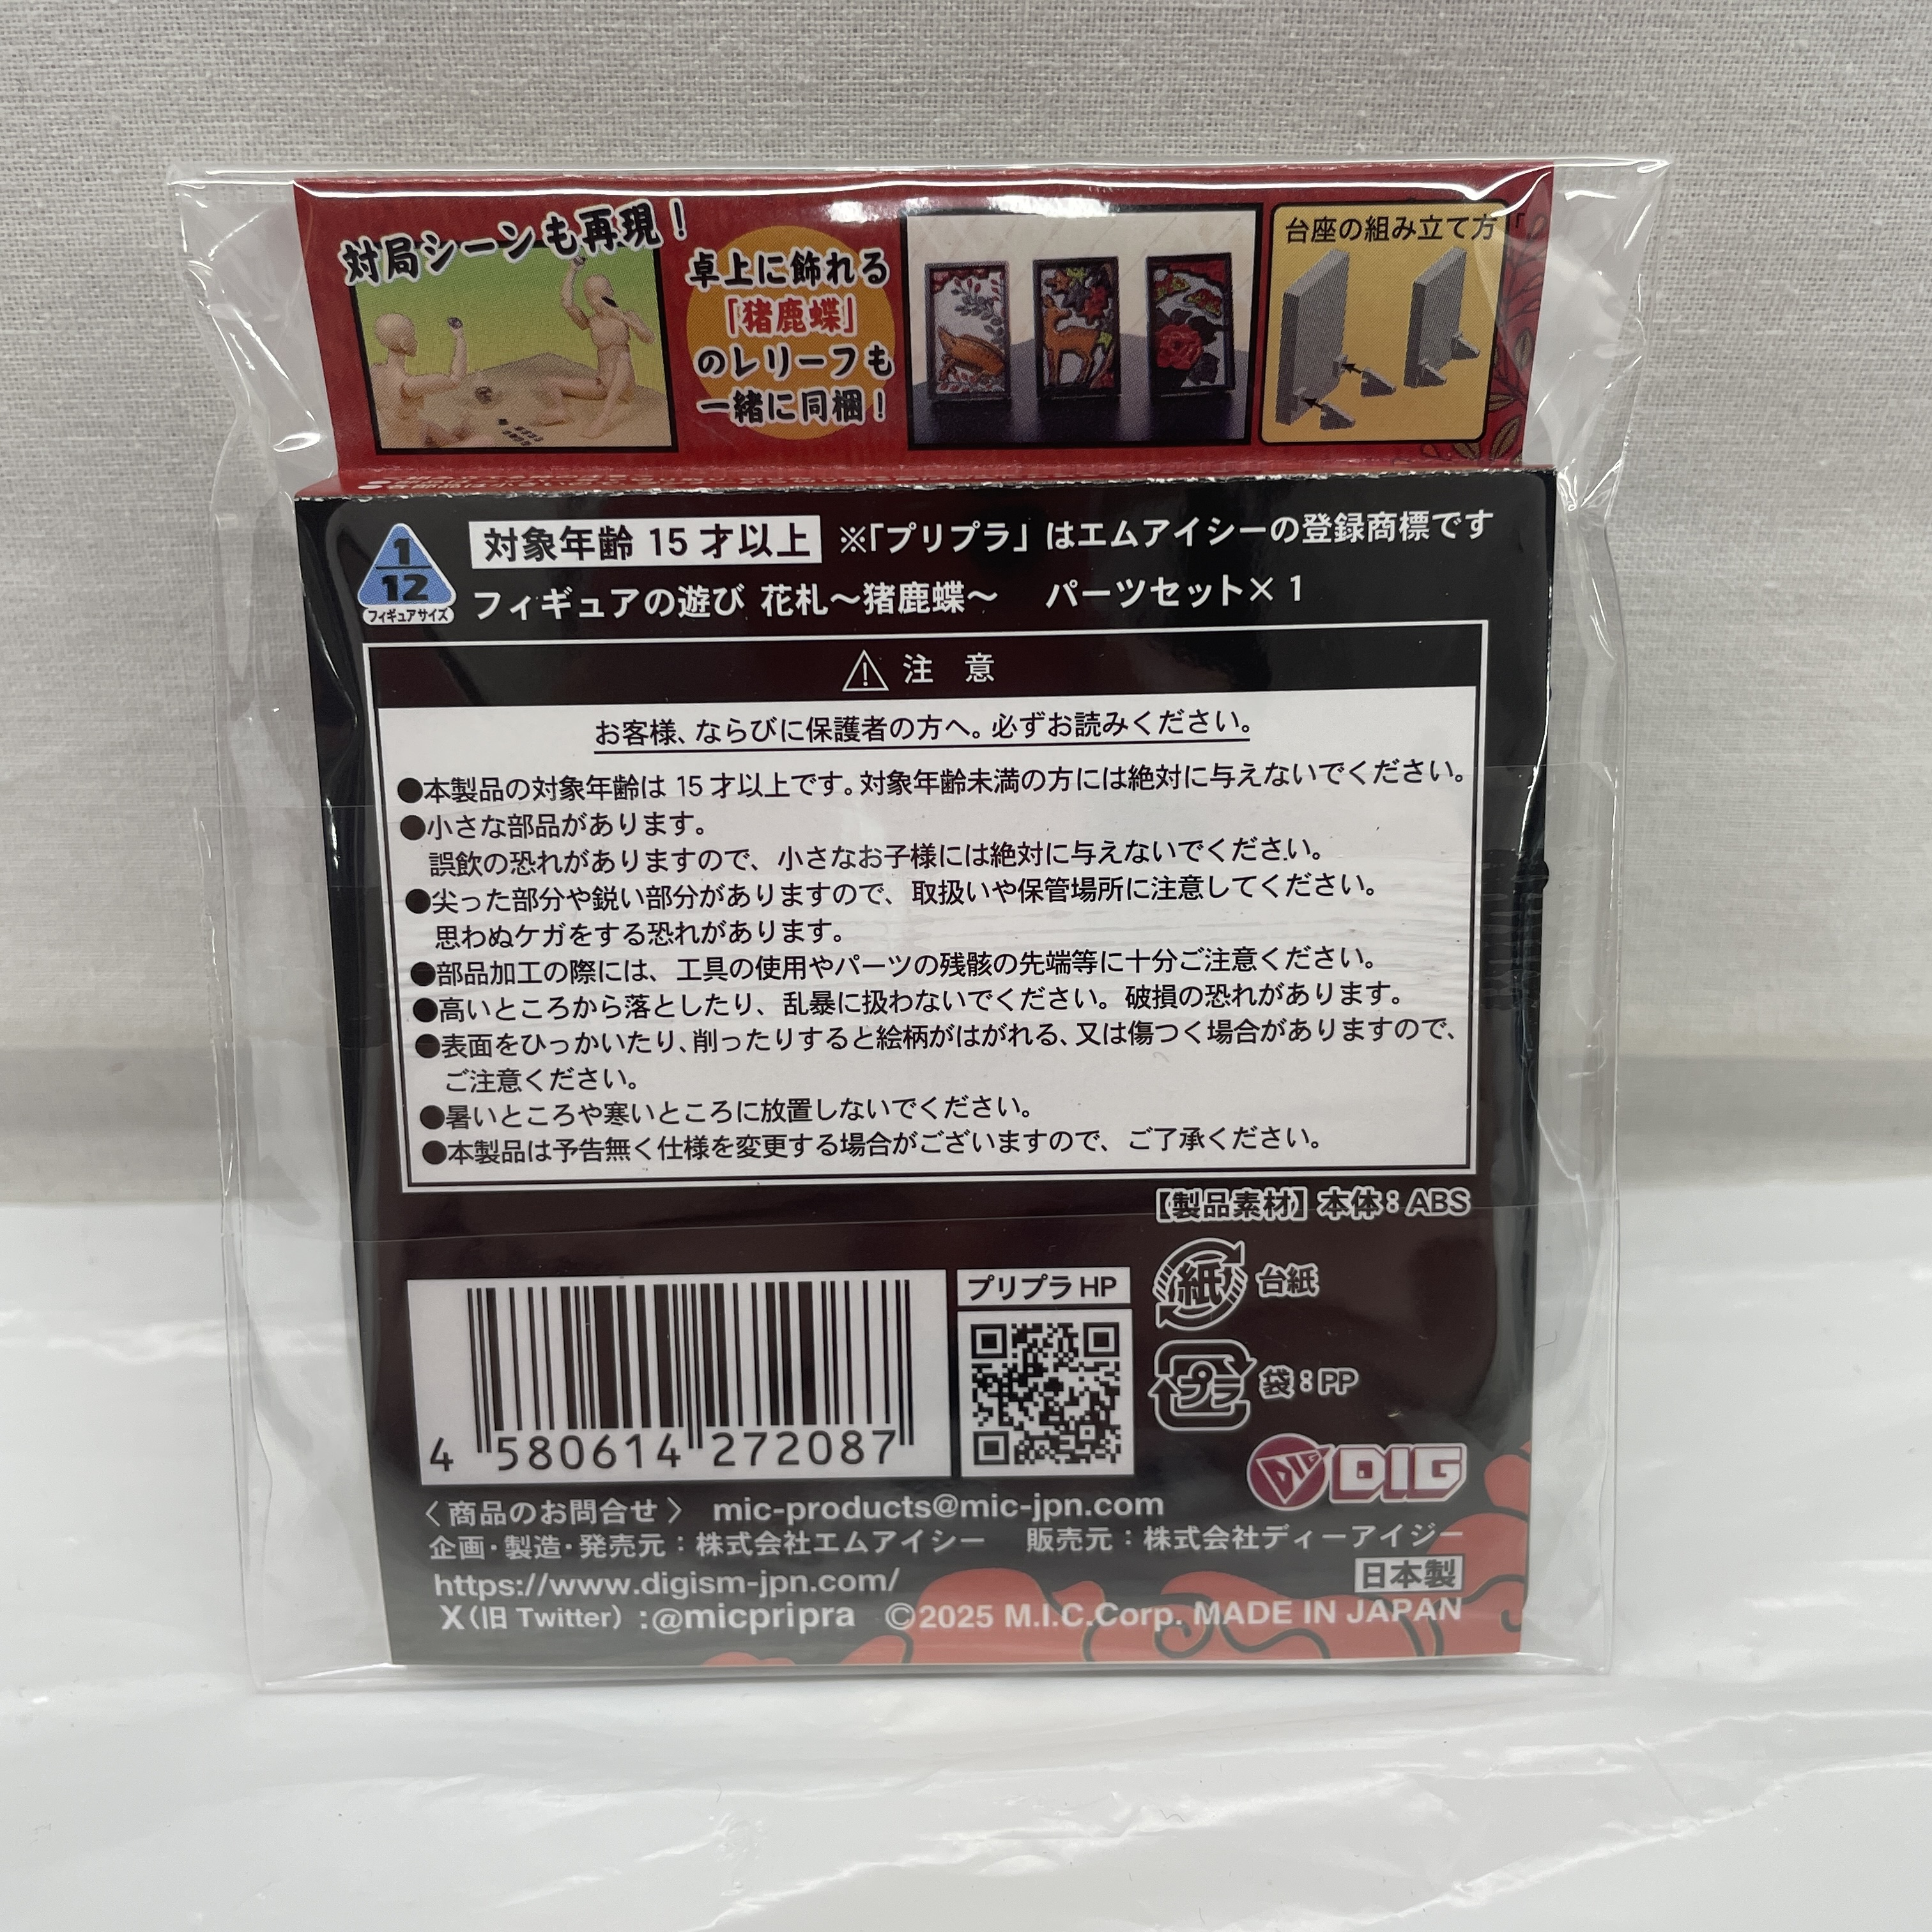 対局シーンも再現！
卓上に飾れる
「猪鹿蝶」
のレリーフも
一緒に同梱！
台座の組み立て方
1
12
フィギュアサイズ
対象年齢 15 才以上 ※「プリプラ」はエムアイシーの登録商標です
フィギュアの遊び 花札～猪鹿蝶～ パーツセット×1
注 意
お客様、ならびに保護者の方へ。必ずお読みください。
●本製品の対象年齢は 15 才以上です。対象年齢未満の方には絶対に与えないでください。
●小さな部品があります。
誤飲の恐れがありますので、小さなお子様には絶対に与えないでください。
●尖った部分や鋭い部分がありますので、取扱いや保管場所に注意してください。
思わぬケガをする恐れがあります。
●部品加工の際には、工具の使用やパーツの残骸の先端等に十分ご注意ください。
●高いところから落としたり、乱暴に扱わないでください。破損の恐れがあります。
●表面をひっかいたり、削ったりすると絵柄がはがれる、又は傷つく場合がありますので、
ご注意ください。
●暑いところや寒いところに放置しないでください。
●本製品は予告無く仕様を変更する場合がございますので、ご了承ください。
【製品素材】本体：ABS
プリプラ HP
紙 台紙
プラ 袋：PP
4 580614 272087
DIG DIG
〈商品のお問合せ〉 mic-products@mic-jpn.com
企画・製造・発売元：株式会社エムアイシー 販売元：株式会社ディーアイジー
https://www.digism-jpn.com/ 日本製
X（旧 Twitter）:@micpripra ©2025 M.I.C.Corp. MADE IN JAPAN